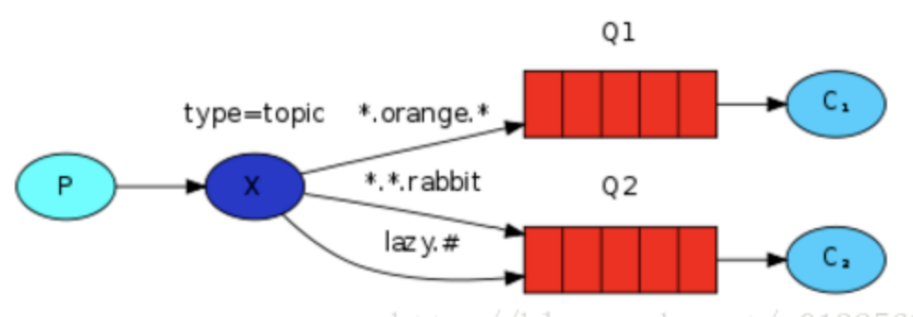 Q1
type=topic
*.orange.*
C₁
P
X
*.*.rabbit
Q2
lazy.#
C₂